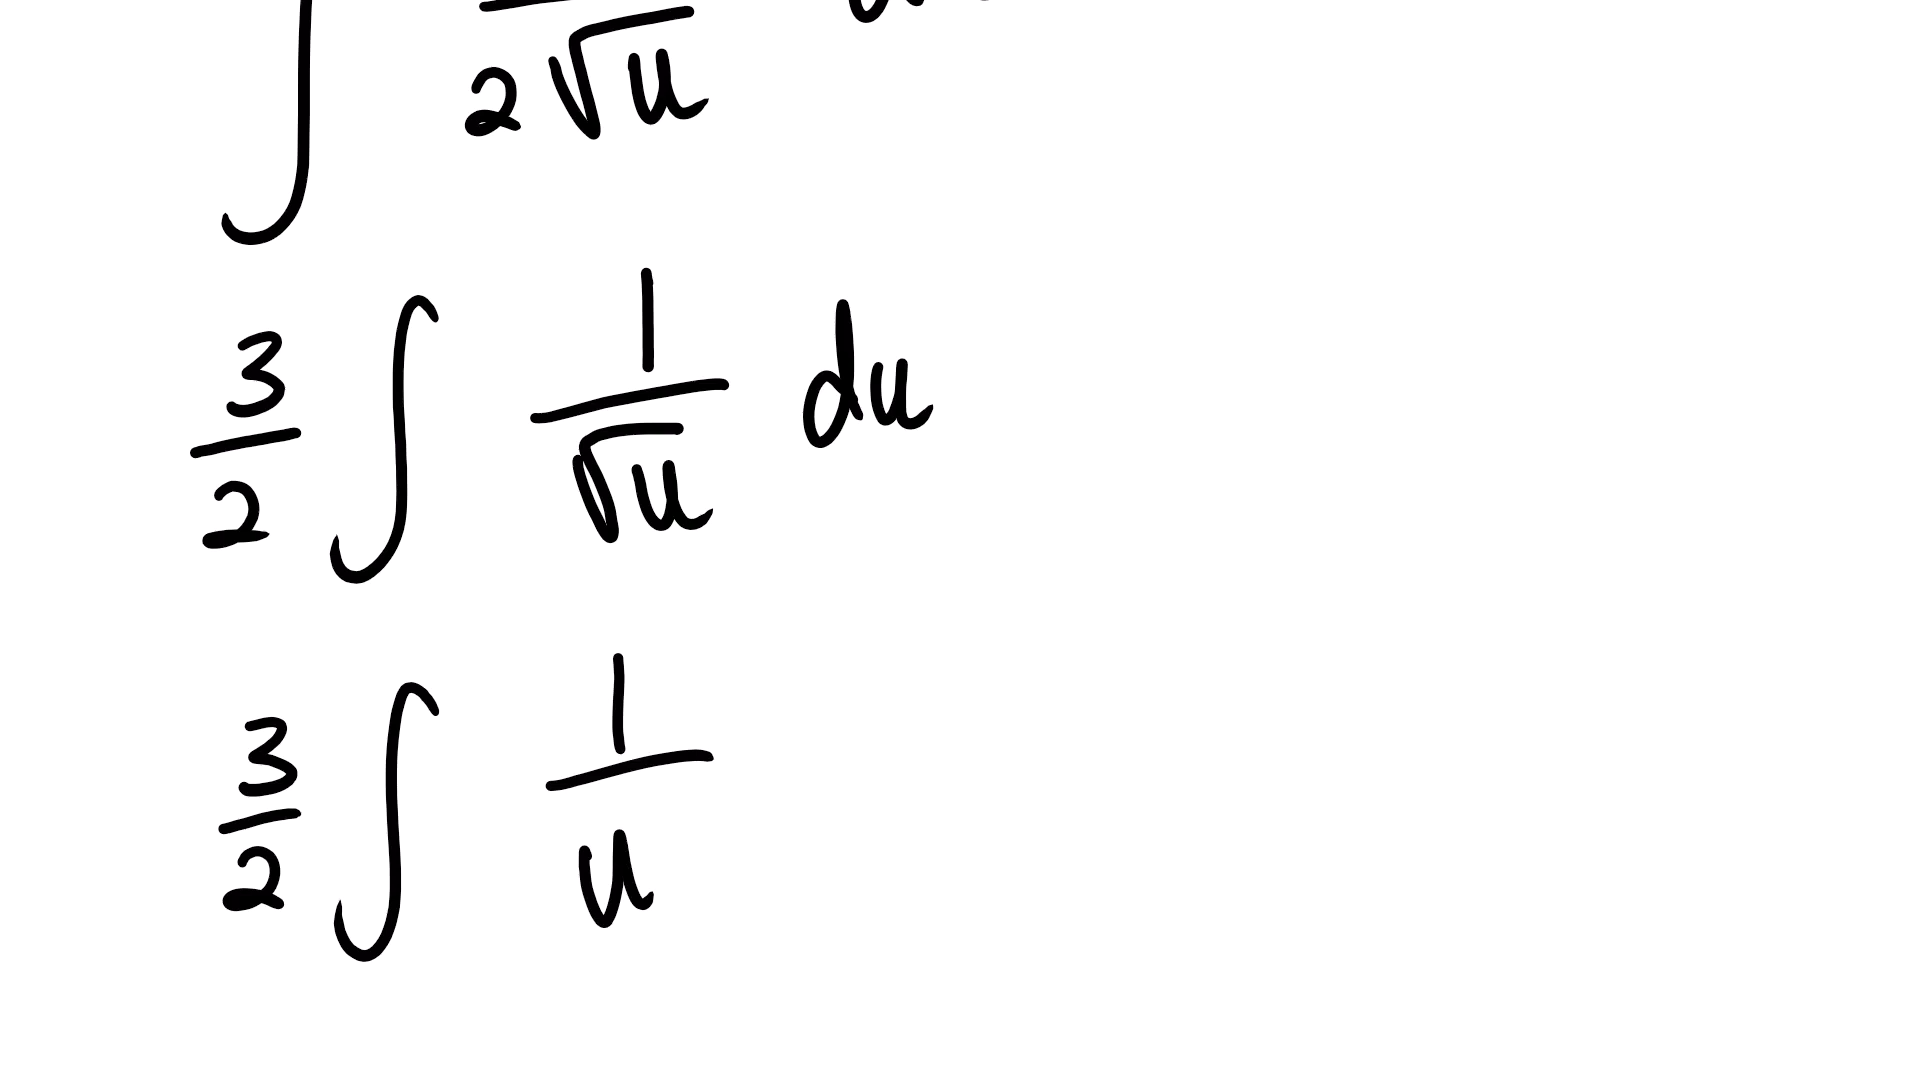 ∫ 2√u
3/2 ∫ 1/√u du
3/2 ∫ 1/u